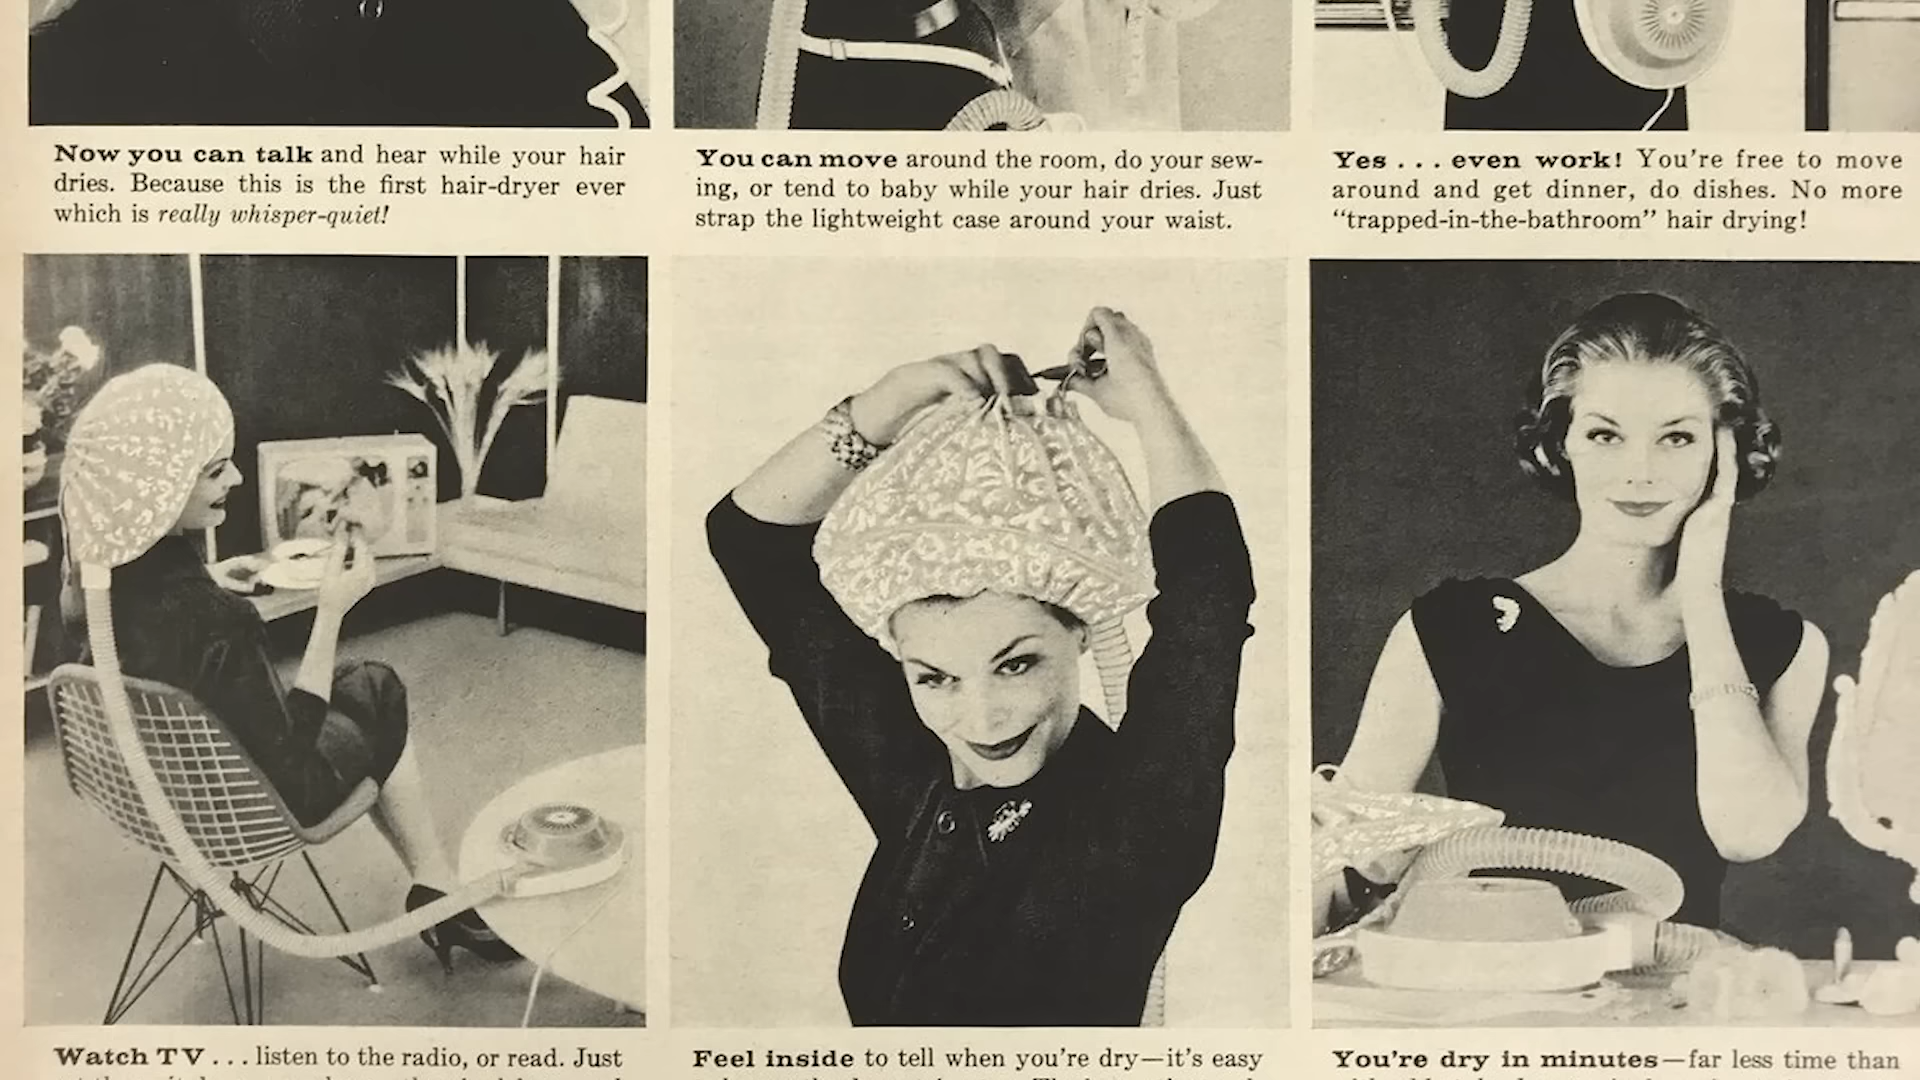 Now you can talk and hear while your hair
dries. Because this is the first hair-dryer ever
which is really whisper-quiet!
You can move around the room, do your sew-
ing, or tend to baby while your hair dries. Just
strap the lightweight case around your waist.
Yes . . . even work! You're free to move
around and get dinner, do dishes. No more
“trapped-in-the-bathroom” hair drying!
Watch TV . . . listen to the radio, or read. Just
Feel inside to tell when you're dry—it's easy
You're dry in minutes—far less time than